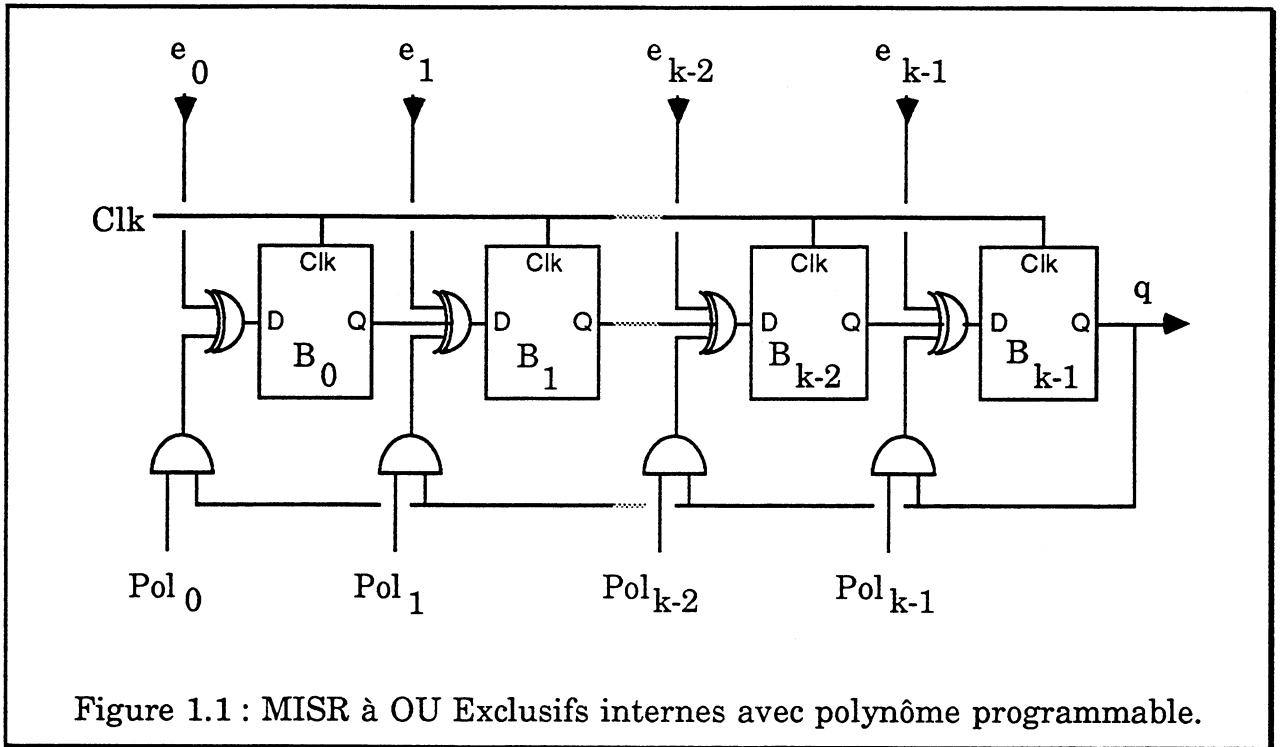 e0 e1 ek-2 ek-1
Clk
Clk Clk Clk Clk
q
D Q D Q D Q D Q
B0 B1 Bk-2 Bk-1
Pol0 Pol1 Polk-2 Polk-1
Figure 1.1 : MISR à OU Exclusifs internes avec polynôme programmable.